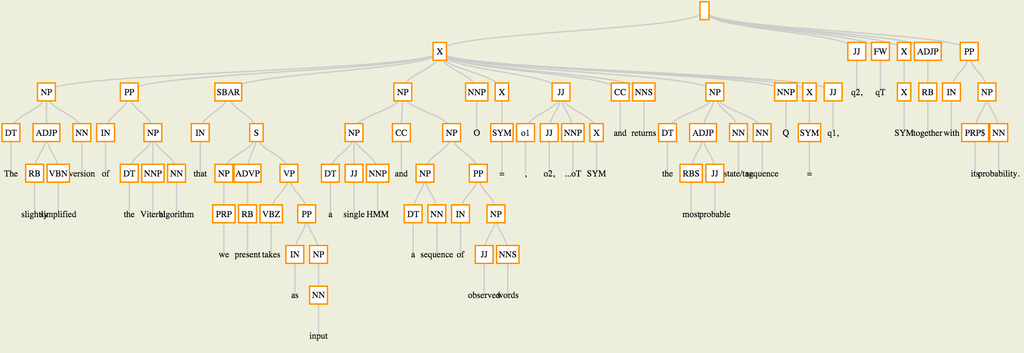 X JJ FW X ADJP PP
NP PP SBAR NP NNP X JJ CC NNS NP NNP X JJ q2, qT X RB IN NP
DT ADJP NN IN NP IN S NP CC NP O SYM o1 JJ NNP X and returns DT ADJP NN NN Q SYM q1, SYM together with PRP$ NN
The RB VBN version of DT NNP NN that NP ADVP VP DT JJ NNP and NP PP = , o2, ...oT SYM the RBS JJ state/tag sequence = its probability.
slightly simplified the Viterbi algorithm PRP RB VBZ PP a single HMM DT NN IN NP most probable
we present takes IN NP a sequence of JJ NNS
as NN observed words
input